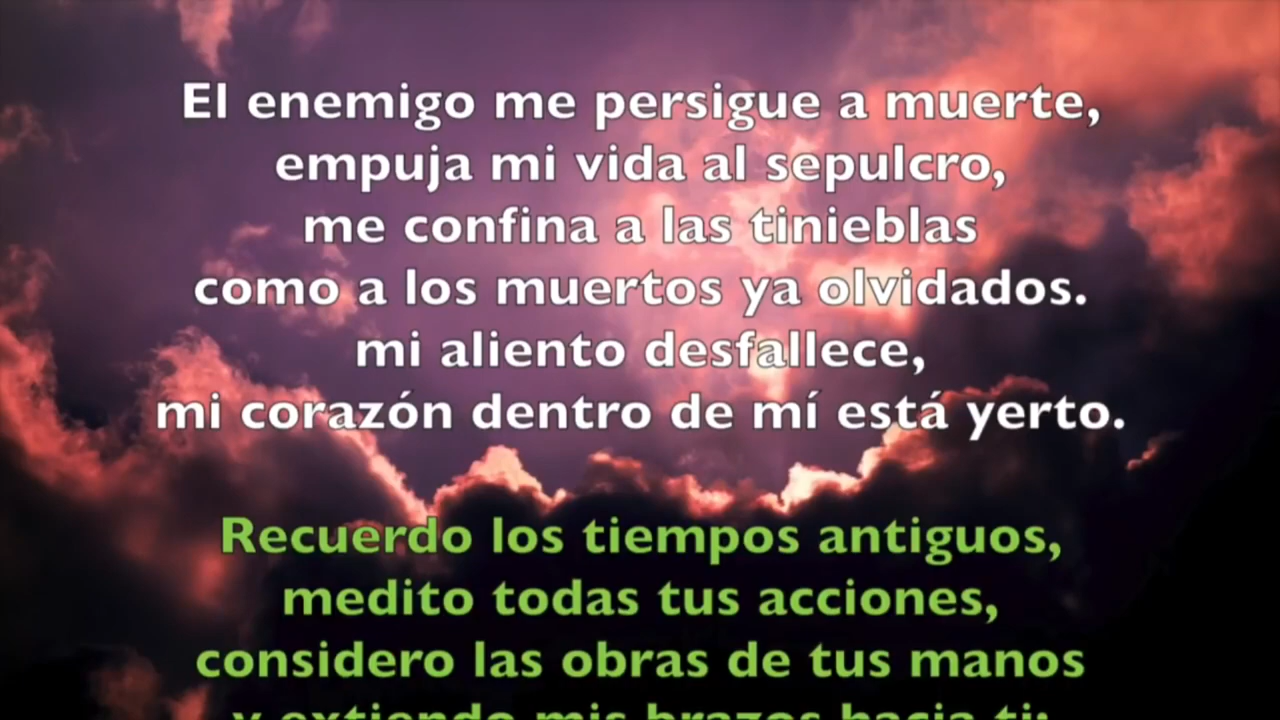 El enemigo me persigue a muerte,
empuja mi vida al sepulcro,
me confina a las tinieblas
como a los muertos ya olvidados.
mi aliento desfallece,
mi corazón dentro de mí está yerto.
Recuerdo los tiempos antiguos,
medito todas tus acciones,
considero las obras de tus manos
y extiendo mis brazos hacia ti: